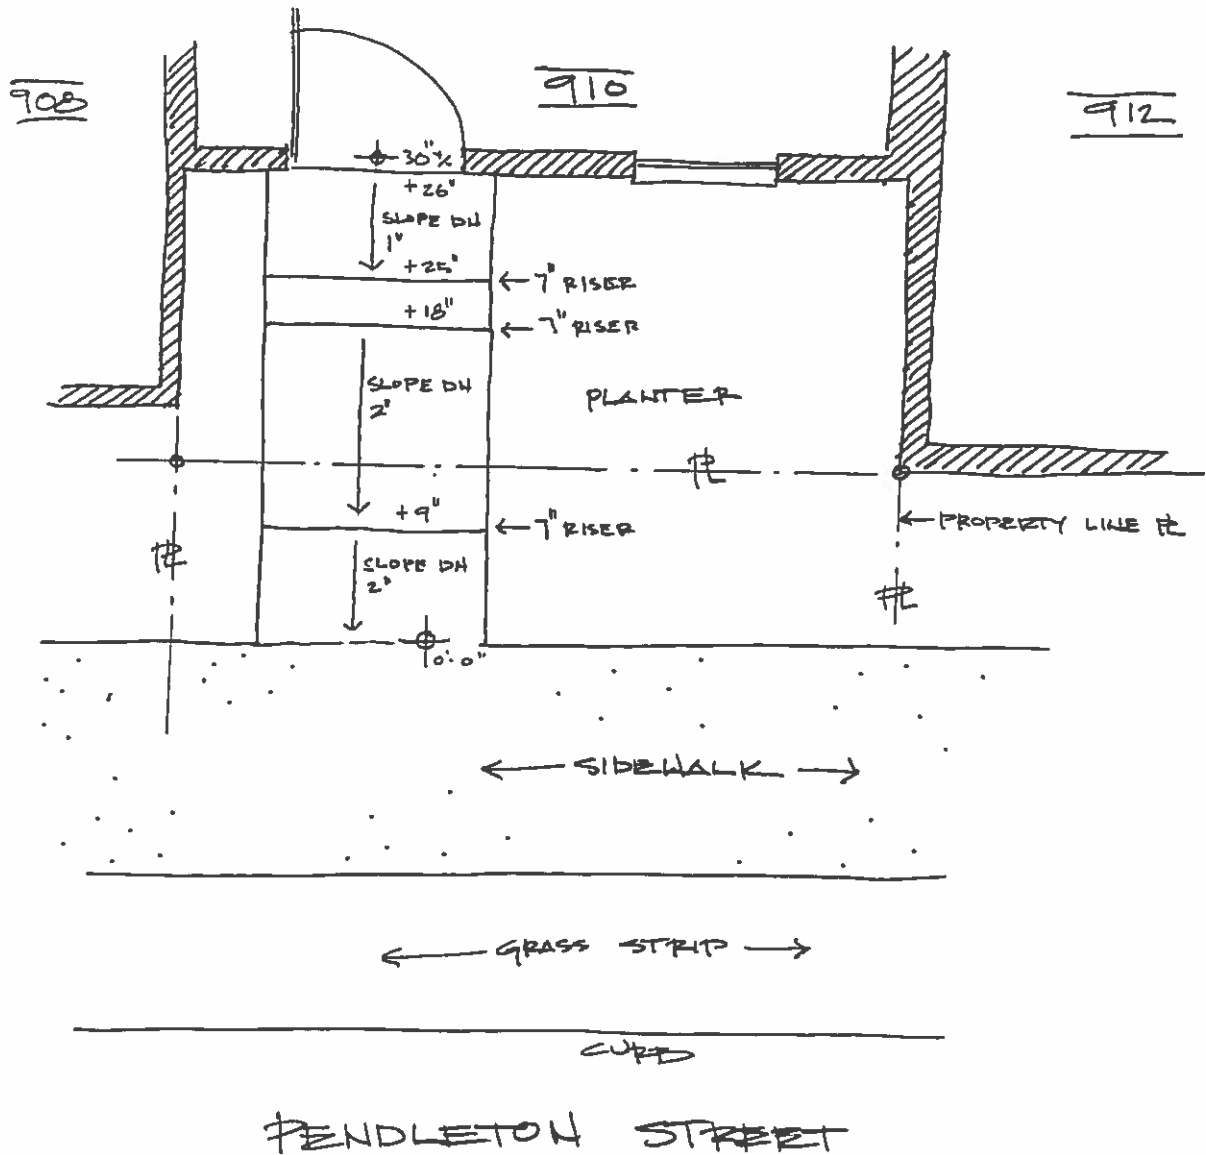 908
910
912
30" ±
+26"
SLOPE DN
1"
+25"
7" RISER
+18"
7" RISER
SLOPE DN
2"
PLANTER
PL
+9"
7" RISER
PROPERTY LINE PL
PL
SLOPE DN
2"
PL
0'-0"
SIDEWALK
GRASS STRIP
CURB
PENDLETON STREET